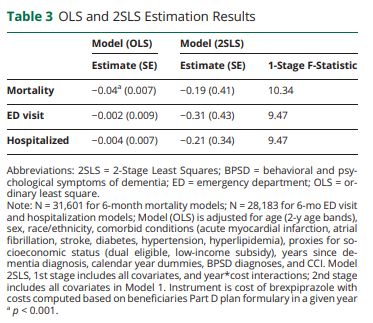 Table 3 OLS and 2SLS Estimation Results
Model (OLS) Model (2SLS)
Estimate (SE) Estimate (SE) 1-Stage F-Statistic
Mortality −0.04ᵃ (0.007) −0.19 (0.41) 10.34
ED visit −0.002 (0.009) −0.31 (0.43) 9.47
Hospitalized −0.004 (0.007) −0.21 (0.34) 9.47
Abbreviations: 2SLS = 2-Stage Least Squares; BPSD = behavioral and psy-
chological symptoms of dementia; ED = emergency department; OLS = or-
dinary least square.
Note: N = 31,601 for 6-month mortality models; N = 28,183 for 6-mo ED visit
and hospitalization models; Model (OLS) is adjusted for age (2-y age bands),
sex, race/ethnicity, comorbid conditions (acute myocardial infarction, atrial
fibrillation, stroke, diabetes, hypertension, hyperlipidemia), proxies for so-
cioeconomic status (dual eligible, low-income subsidy), years since de-
mentia diagnosis, calendar year dummies, BPSD diagnoses, and CCI. Model
2SLS, 1st stage includes all covariates, and year*cost interactions; 2nd stage
includes all covariates in Model 1. Instrument is cost of brexpiprazole with
costs computed based on beneficiaries Part D plan formulary in a given year
ᵃ p < 0.001.